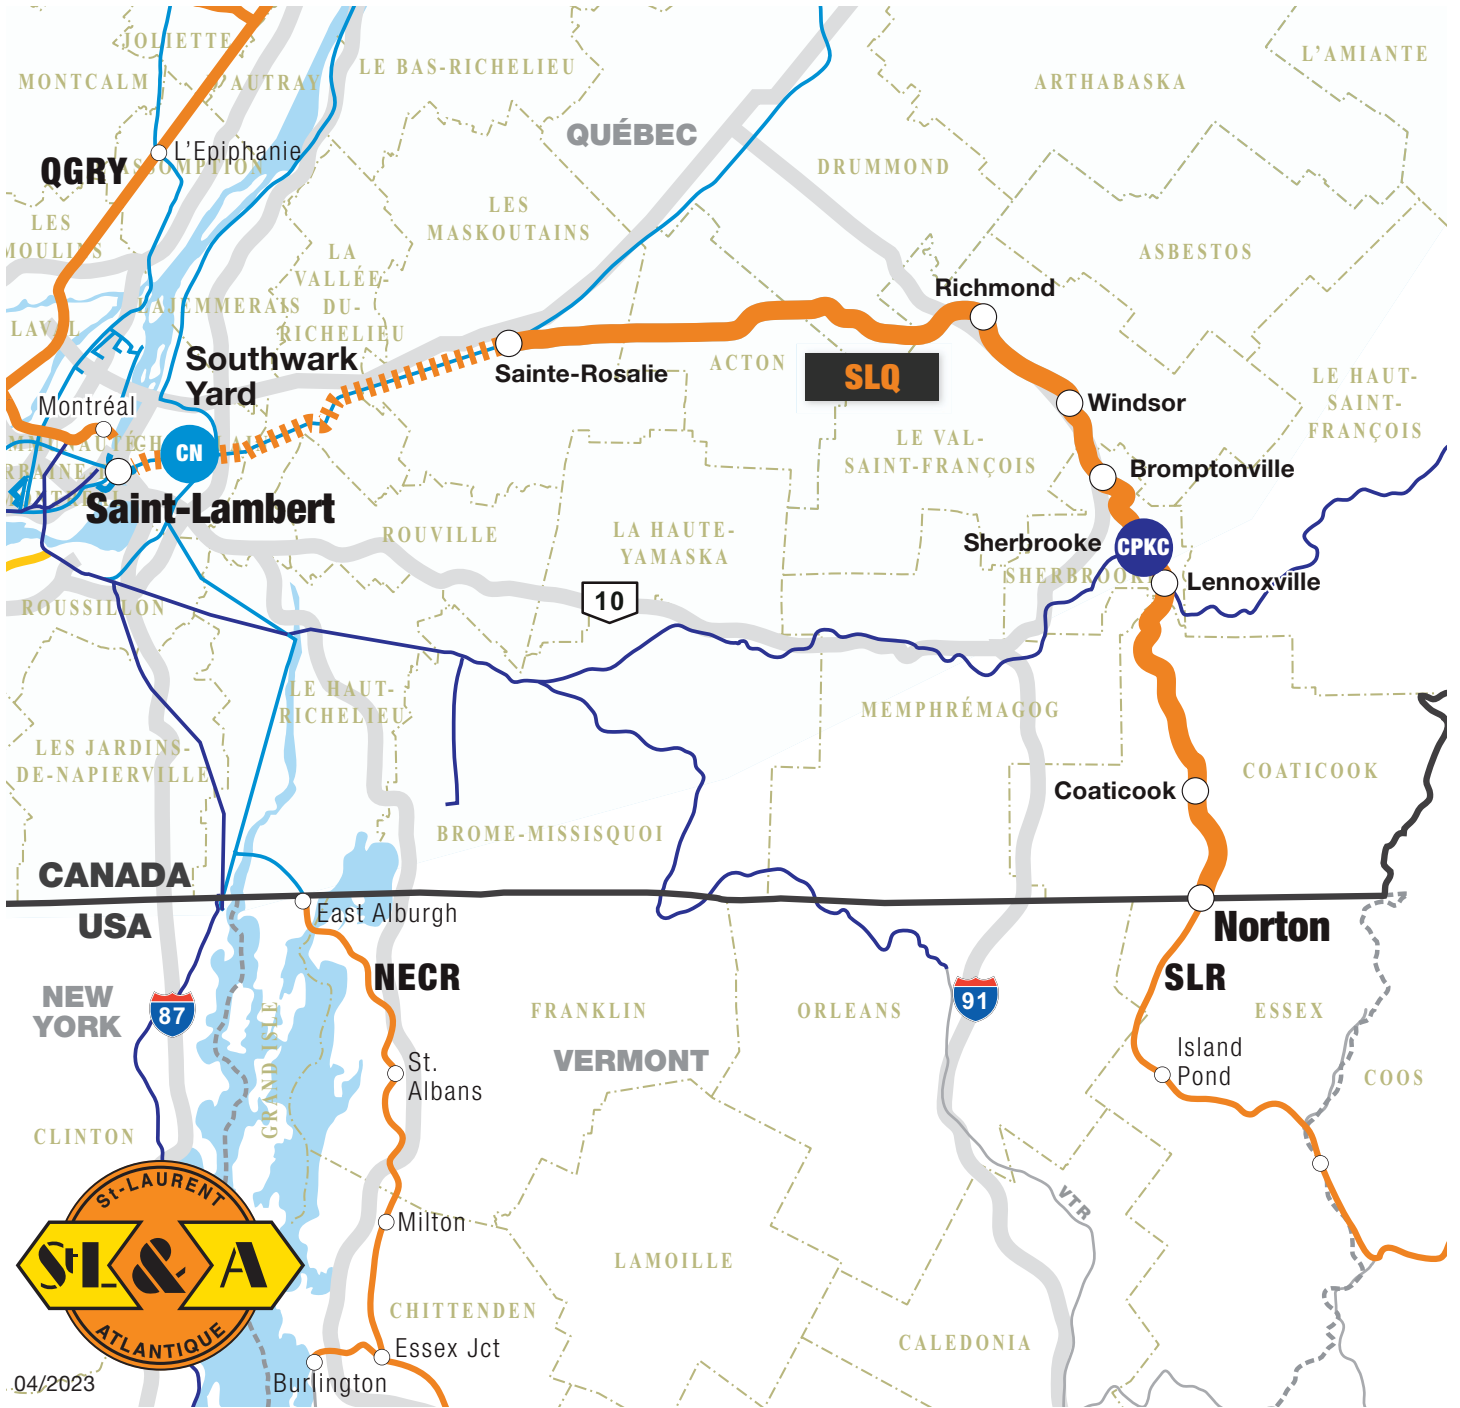 JOLIETTE
MONTCALM
AUTRAY
LE BAS-RICHELIEU
L'AMIANTE
ARTHABASKA
QUÉBEC
L'Epiphanie
QGRY
ASSOMPTION
DRUMMOND
LES
MOULINS
LES
MASKOUTAINS
LA
VALLÉE-
DU-
RICHELIEU
ASBESTOS
LAJEMMERAIS
LAVAL
Richmond
Southwark
Yard
Sainte-Rosalie
ACTON
SLQ
Windsor
LE HAUT-
SAINT-
FRANÇOIS
Montréal
CN
LE VAL-
SAINT-FRANÇOIS
Bromptonville
Saint-Lambert
ROUVILLE
LA HAUTE-
YAMASKA
Sherbrooke
CPKC
SHERBROOKE
Lennoxville
10
ROUSSILLON
LE HAUT-
RICHELIEU
MEMPHRÉMAGOG
LES JARDINS-
DE-NAPIERVILLE
COATICOOK
Coaticook
BROME-MISSISQUOI
CANADA
USA
East Alburgh
Norton
NECR
SLR
NEW
YORK
87
GRAND ISLE
FRANKLIN
ORLEANS
91
ESSEX
VERMONT
St.
Albans
Island
Pond
COOS
CLINTON
VTR
Milton
LAMOILLE
St-LAURENT
StL&A
ATLANTIQUE
CHITTENDEN
CALEDONIA
Essex Jct
Burlington
04/2023